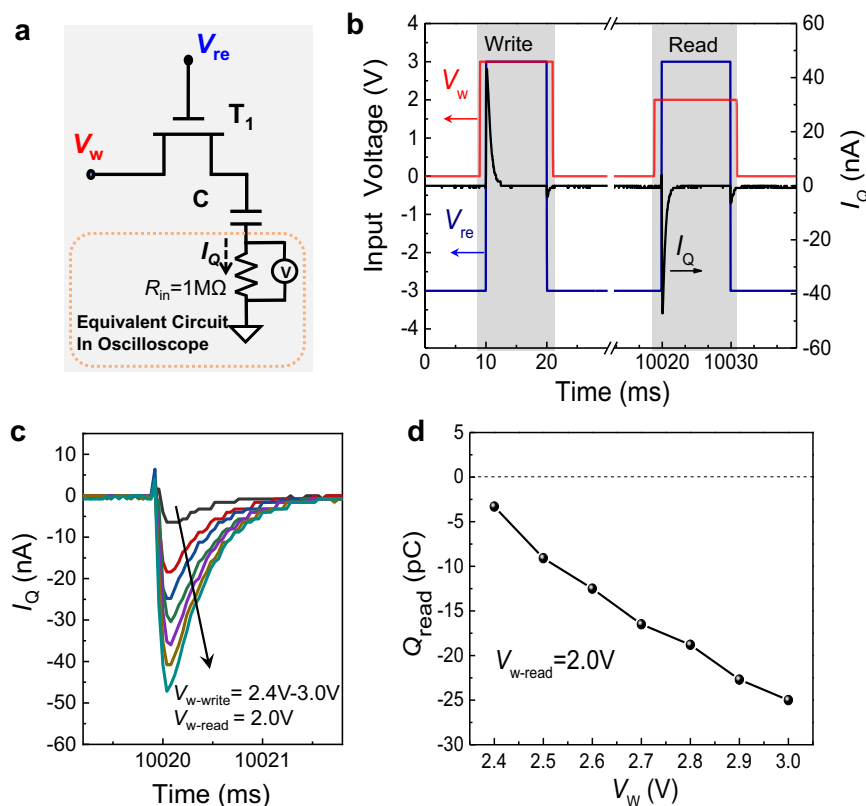 a
V_re
T_1
V_w
C
I_Q
V
R_in=1MΩ
Equivalent Circuit
In Oscilloscope
b
Write
Read
V_w
V_re
I_Q
Input Voltage (V)
4
3
2
1
0
-1
-2
-3
-4
60
40
20
0
-20
-40
-60
I_Q (nA)
0
10
20
10020
10030
Time (ms)
c
10
0
-10
-20
-30
-40
-50
-60
I_Q (nA)
V_w-write= 2.4V-3.0V
V_w-read = 2.0V
10020
10021
Time (ms)
d
5
0
-5
-10
-15
-20
-25
-30
Q_read (pC)
V_w-read=2.0V
2.4
2.5
2.6
2.7
2.8
2.9
3.0
V_W (V)